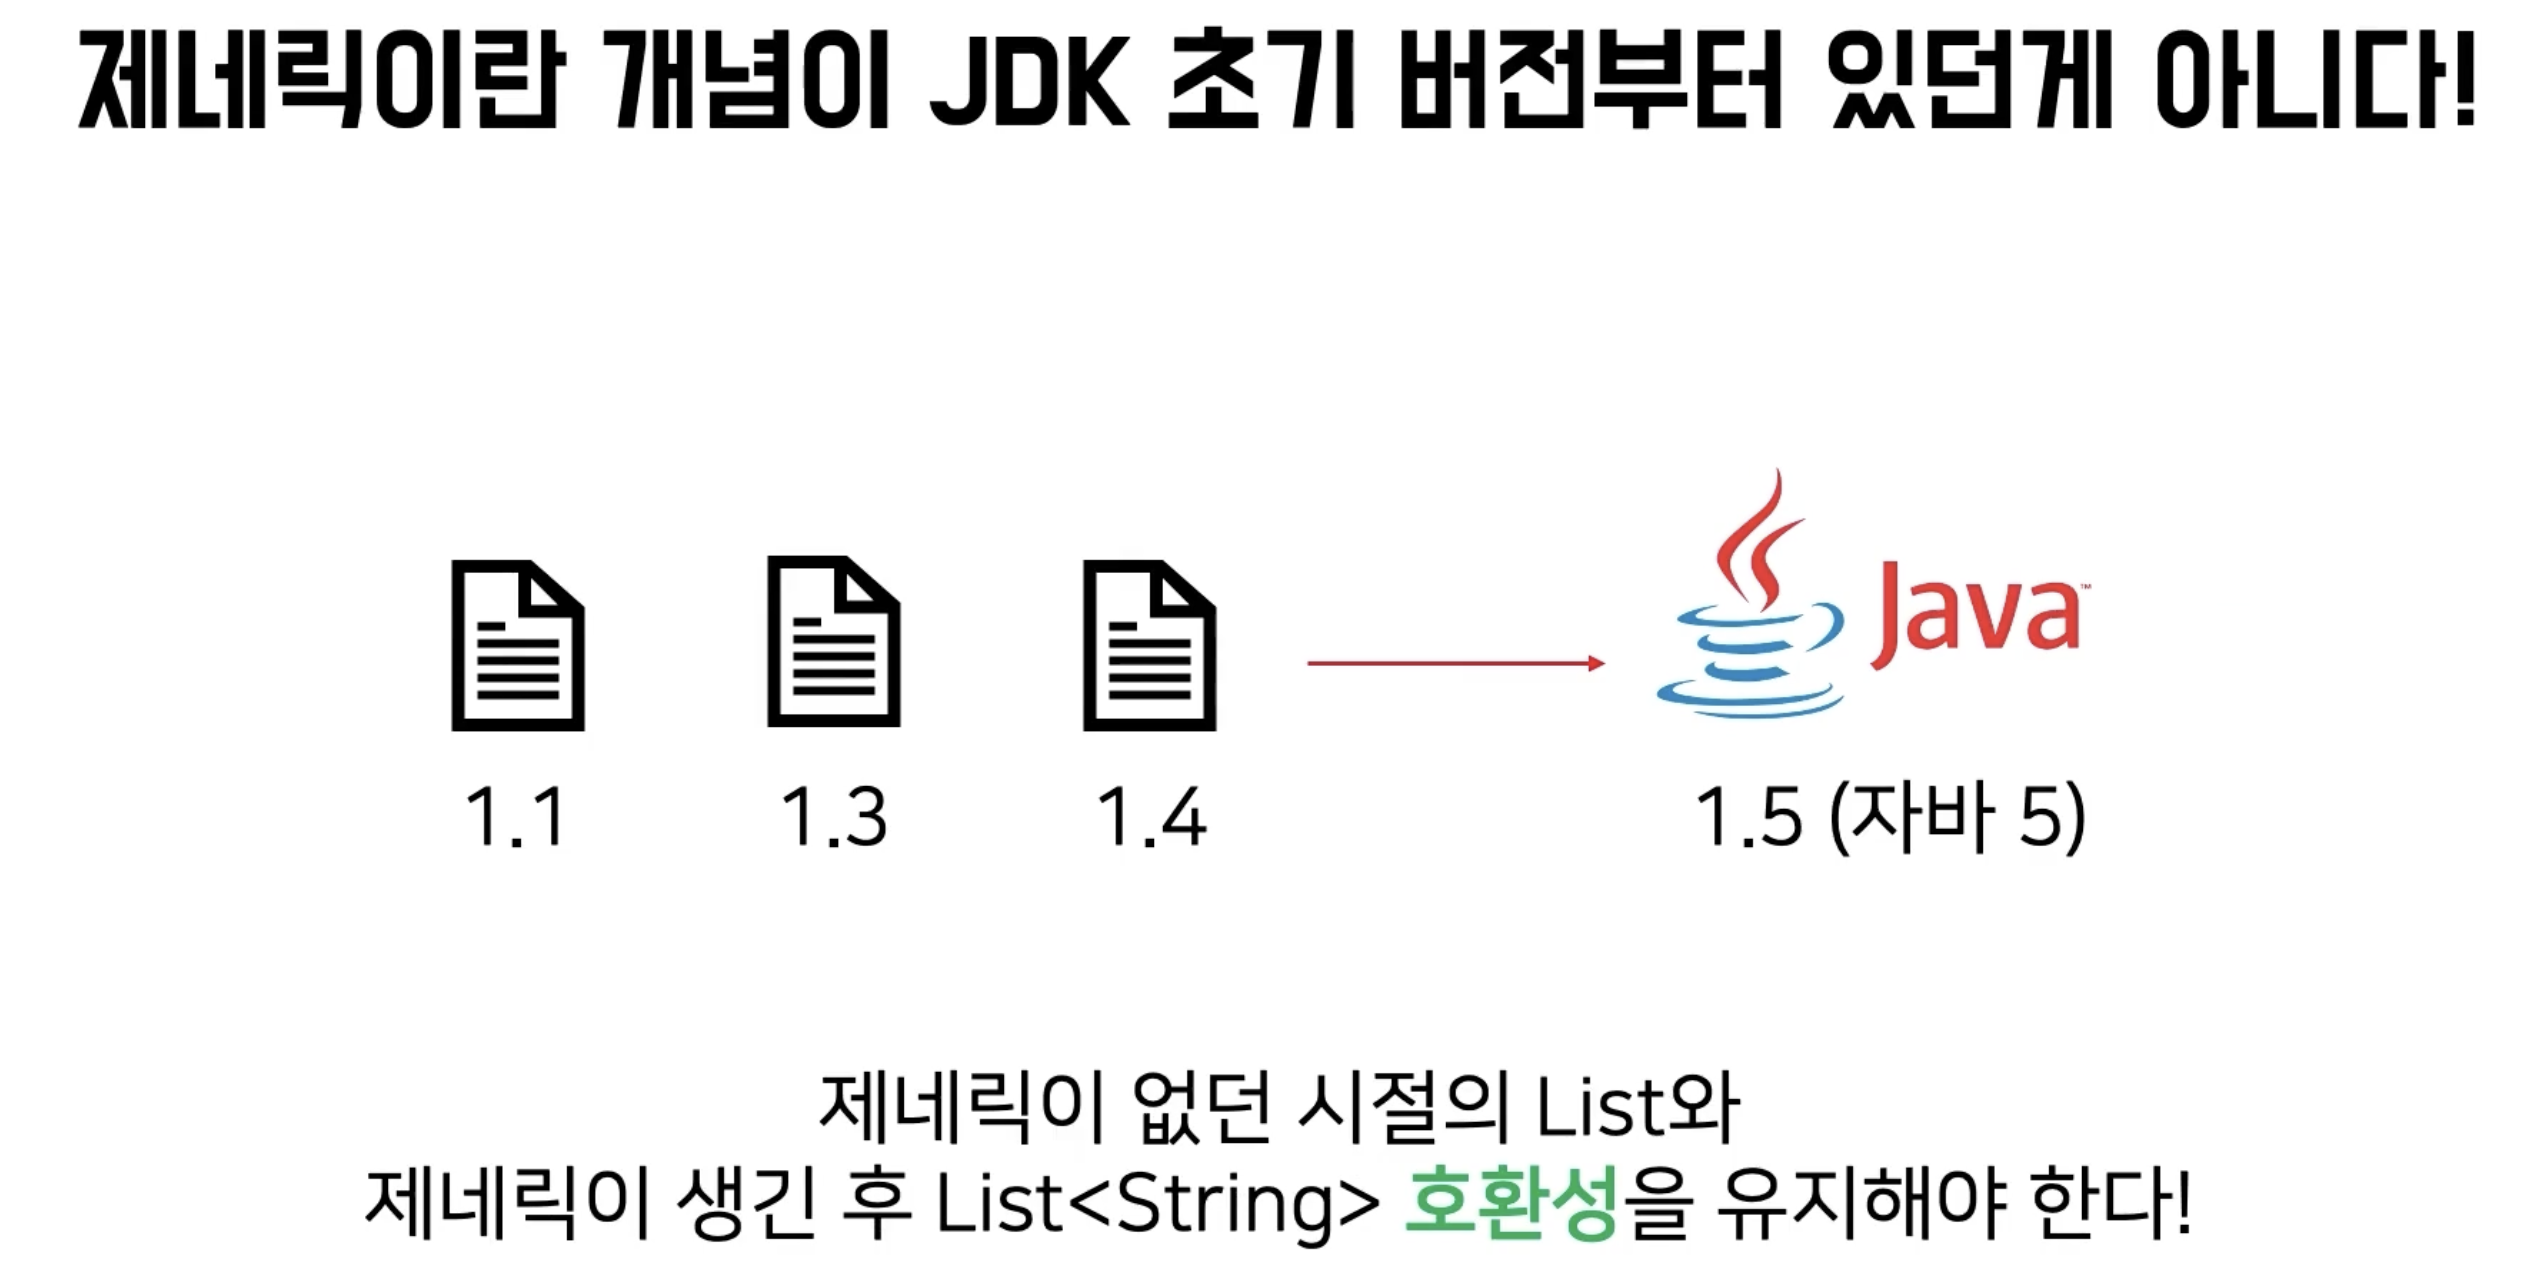 제네릭이란 개념이 JDK 초기 버전부터 있던게 아니다!
Java™
1.1
1.3
1.4
1.5 (자바 5)
제네릭이 없던 시절의 List와
제네릭이 생긴 후 List<String> 호환성을 유지해야 한다!